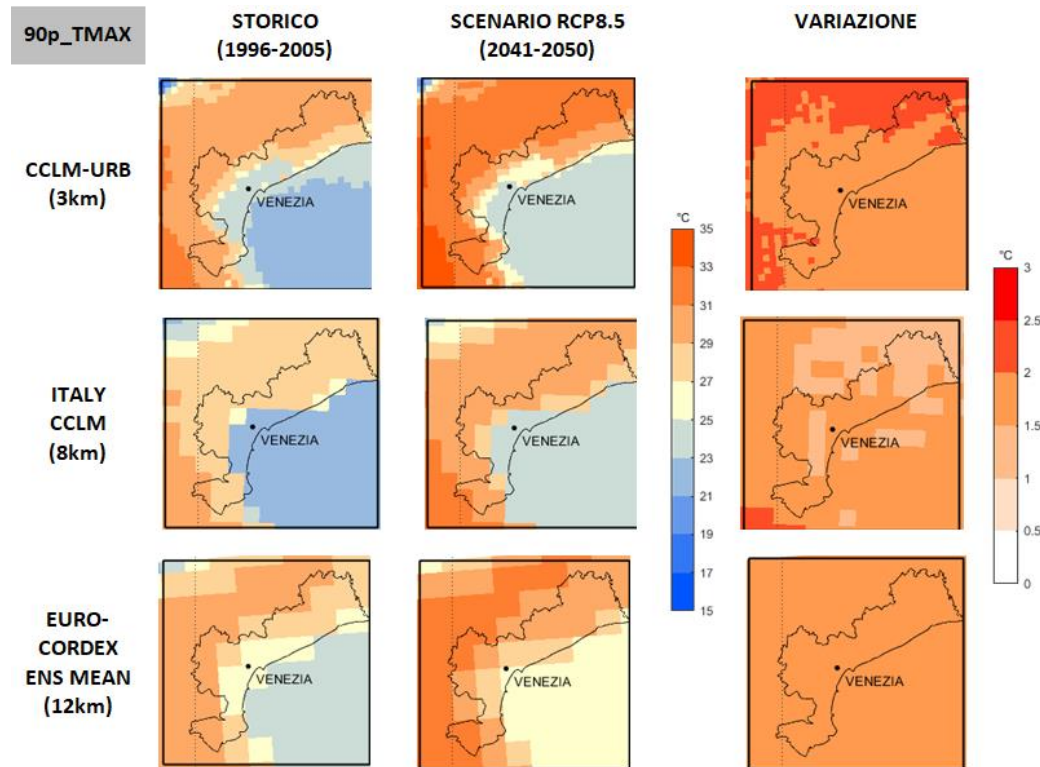 90p_TMAX
STORICO
(1996-2005)
SCENARIO RCP8.5
(2041-2050)
VARIAZIONE
CCLM-URB
(3km)
VENEZIA
VENEZIA
VENEZIA
ITALY
CCLM
(8km)
VENEZIA
VENEZIA
VENEZIA
EURO-
CORDEX
ENS MEAN
(12km)
VENEZIA
VENEZIA
VENEZIA
°C
35
33
31
29
27
25
23
21
19
17
15
°C
3
2.5
2
1.5
1
0.5
0